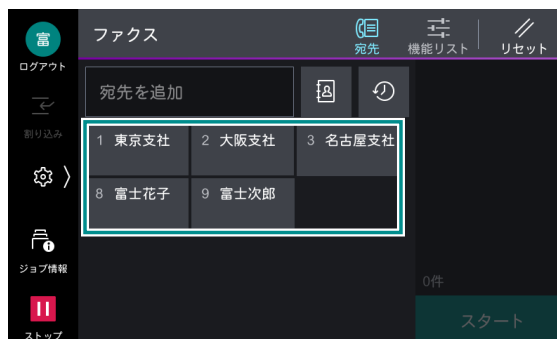 富
ログアウト
ファクス
宛先
機能リスト
リセット
宛先を追加
割り込み
1 東京支社
2 大阪支社
3 名古屋支社
8 富士花子
9 富士次郎
ジョブ情報
0件
スタート
ストップ